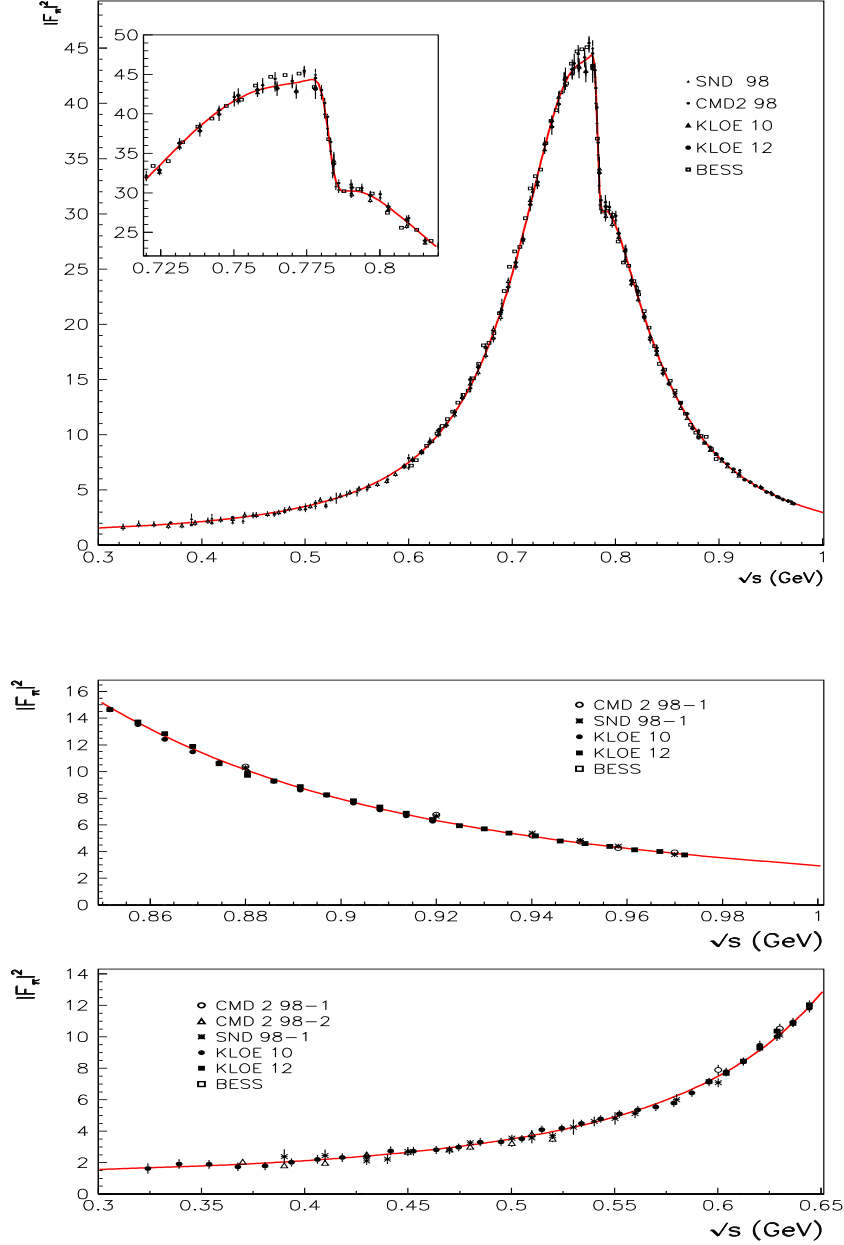 |Fπ|²
50
45
40
35
30
25
0.725 0.75 0.775 0.8
45
40
35
30
25
20
15
10
5
0
SND 98
CMD2 98
KLOE 10
KLOE 12
BESS
0.3 0.4 0.5 0.6 0.7 0.8 0.9 1
√s (GeV)
|Fπ|²
16
14
12
10
8
6
4
2
0
CMD 2 98−1
SND 98−1
KLOE 10
KLOE 12
BESS
0.86 0.88 0.9 0.92 0.94 0.96 0.98 1
√s (GeV)
|Fπ|²
14
12
10
8
6
4
2
0
CMD 2 98−1
CMD 2 98−2
SND 98−1
KLOE 10
KLOE 12
BESS
0.3 0.35 0.4 0.45 0.5 0.55 0.6 0.65
√s (GeV)